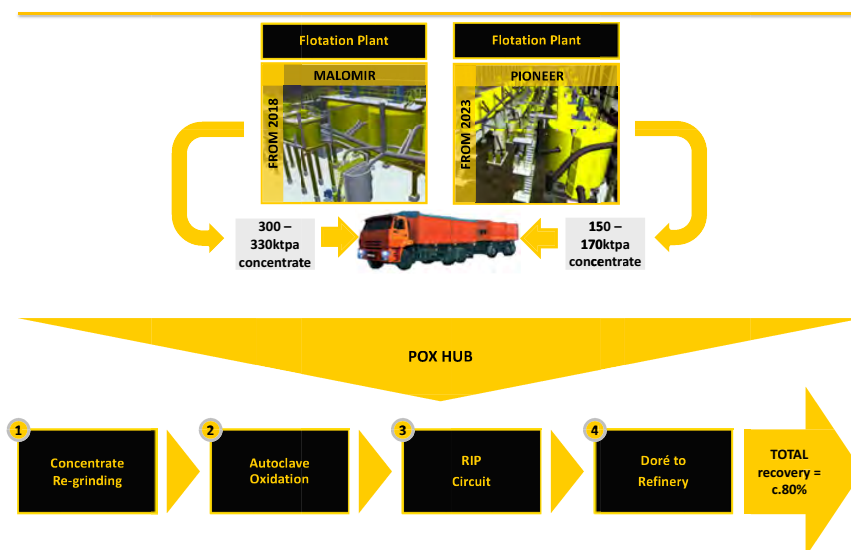 Flotation Plant
MALOMIR
FROM 2018
Flotation Plant
PIONEER
FROM 2023
300 –
330ktpa
concentrate
150 –
170ktpa
concentrate
POX HUB
1
Concentrate
Re-grinding
2
Autoclave
Oxidation
3
RIP
Circuit
4
Doré to
Refinery
TOTAL
recovery =
c.80%